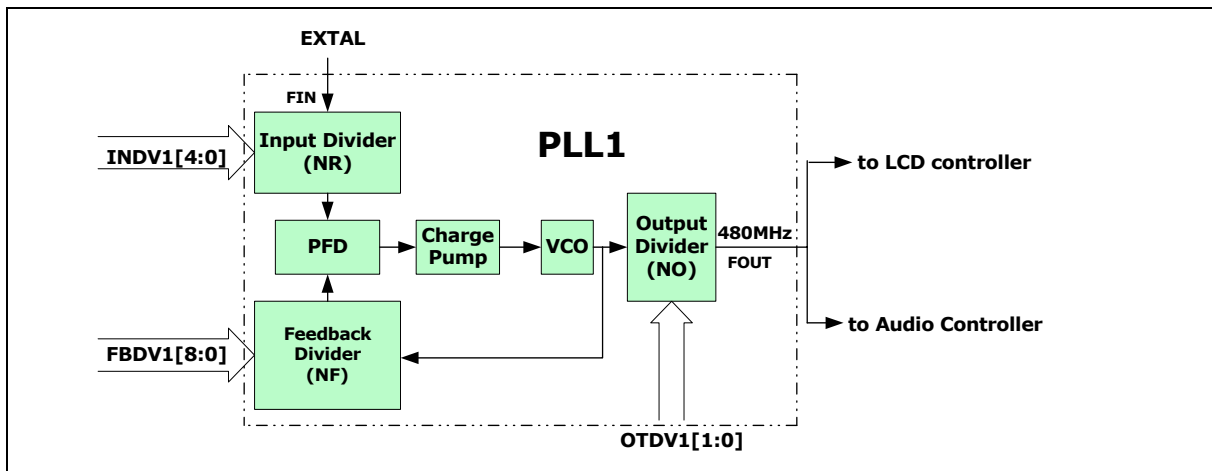 EXTAL
FIN
Input Divider
(NR)
INDV1[4:0]
PLL1
to LCD controller
PFD
Charge
Pump
VCO
Output
Divider
(NO)
480MHz
FOUT
Feedback
Divider
(NF)
FBDV1[8:0]
to Audio Controller
OTDV1[1:0]